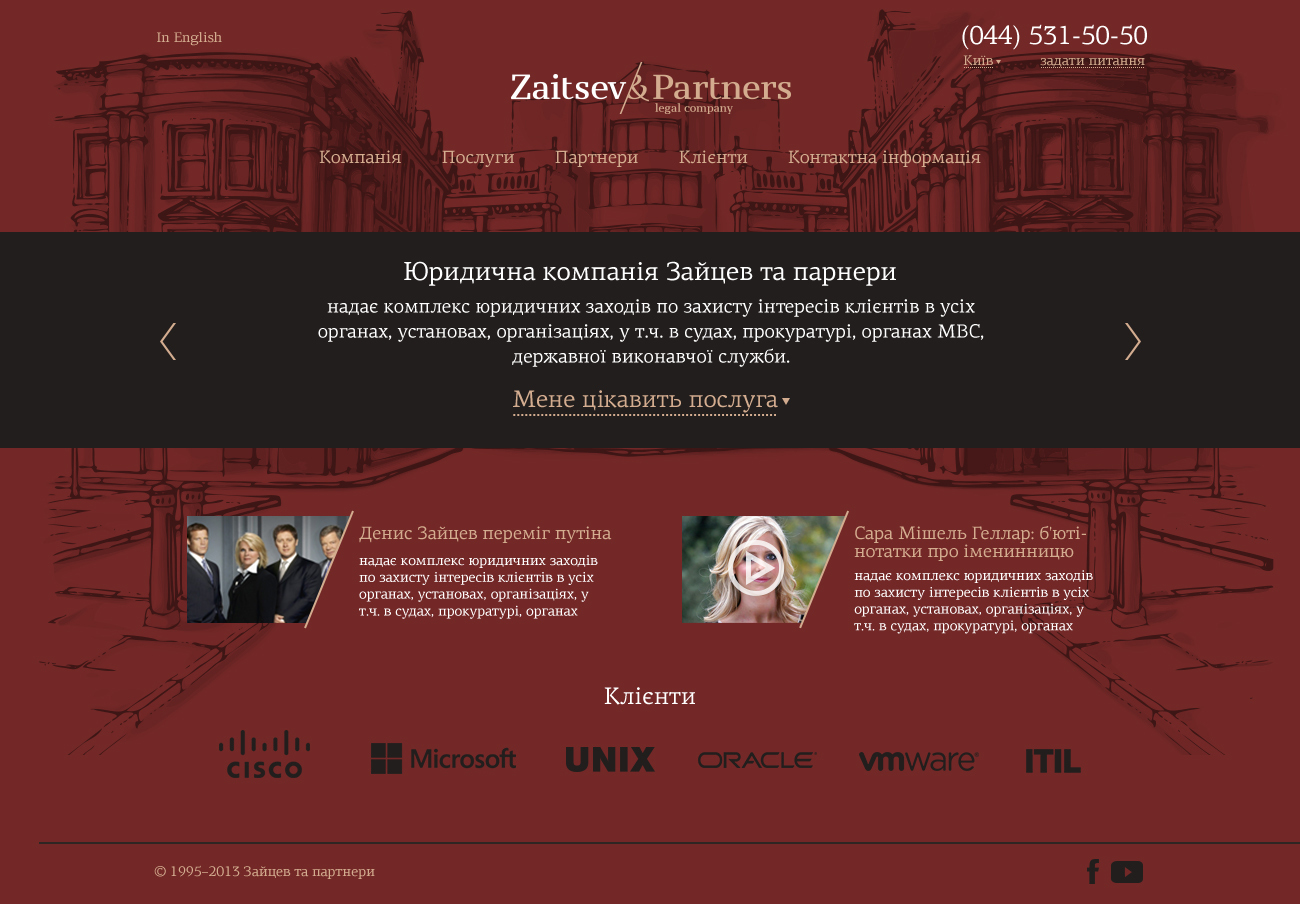 In English
(044) 531-50-50
Київ
задати питання
Zaitsev & Partners
legal company
Компанія Послуги Партнери Клієнти Контактна інформація
Юридична компанія Зайцев та парнери
надає комплекс юридичних заходів по захисту інтересів клієнтів в усіх
органах, установах, організаціях, у т.ч. в судах, прокуратурі, органах МВС,
державної виконавчої служби.
Мене цікавить послуга
Денис Зайцев переміг путіна
надає комплекс юридичних заходів
по захисту інтересів клієнтів в усіх
органах, установах, організаціях, у
т.ч. в судах, прокуратурі, органах
Сара Мішель Геллар: б'юті-
нотатки про іменинницю
надає комплекс юридичних заходів
по захисту інтересів клієнтів в усіх
органах, установах, організаціях, у
т.ч. в судах, прокуратурі, органах
Клієнти
CISCO Microsoft UNIX ORACLE vmware ITIL
© 1995–2013 Зайцев та партнери